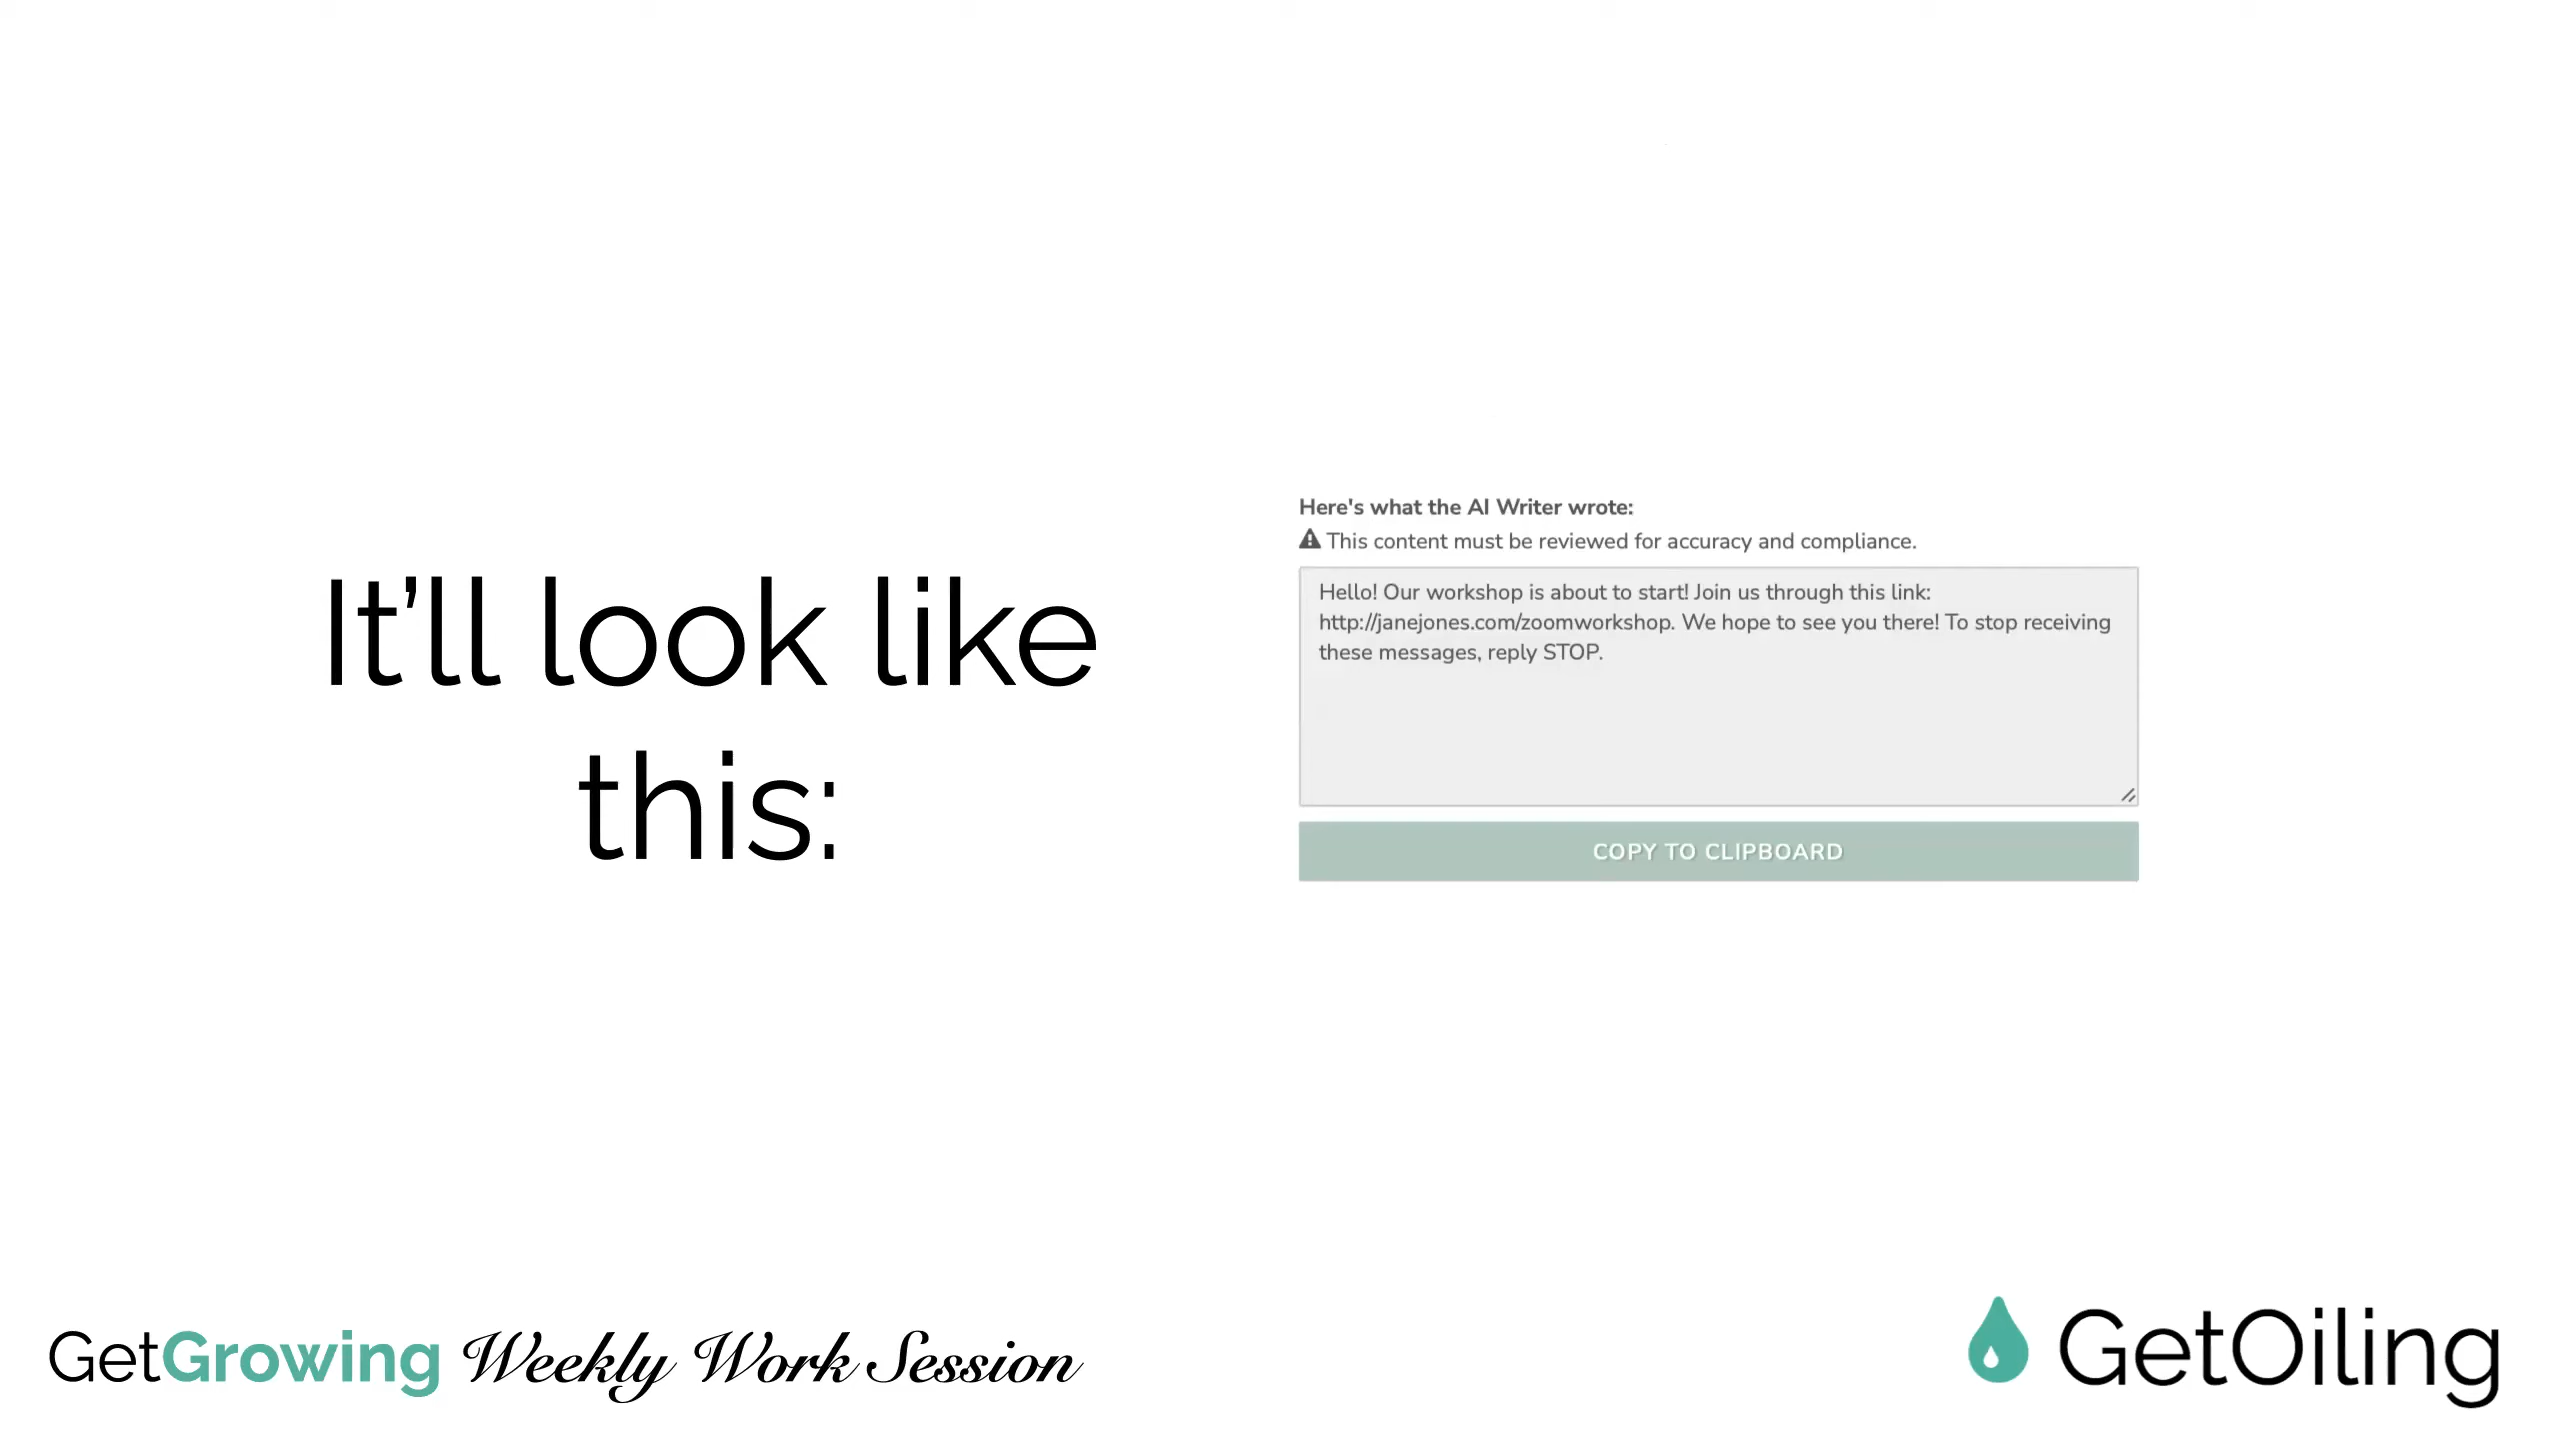 It’ll look like
this:
Here's what the AI Writer wrote:
This content must be reviewed for accuracy and compliance.
Hello! Our workshop is about to start! Join us through this link:
http://janejones.com/zoomworkshop. We hope to see you there! To stop receiving
these messages, reply STOP.
COPY TO CLIPBOARD
GetGrowing Weekly Work Session
GetOiling